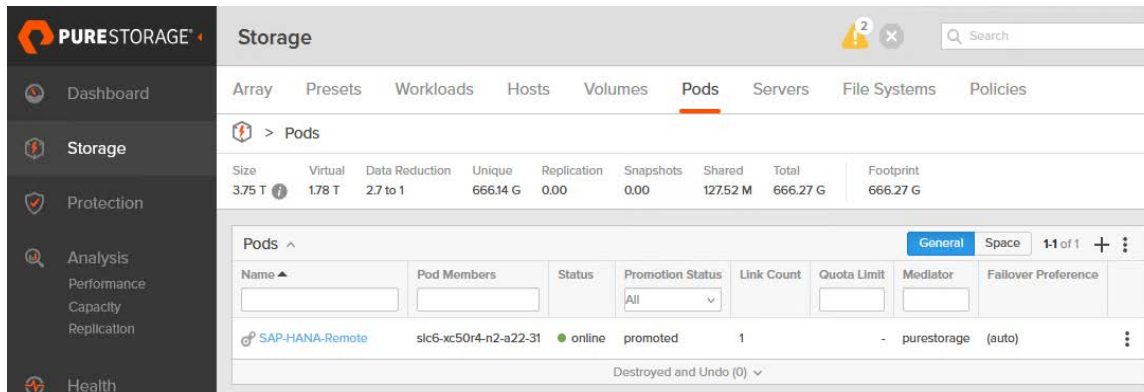 PURESTORAGE®
Dashboard
Storage
Protection
Analysis
Performance
Capacity
Replication
Health
Storage
2
Search
Array Presets Workloads Hosts Volumes Pods Servers File Systems Policies
> Pods
Size Virtual Data Reduction Unique Replication Snapshots Shared Total Footprint
3.75 T 1.78 T 2.7 to 1 666.14 G 0.00 0.00 127.52 M 666.27 G 666.27 G
Pods General Space 1-1 of 1
Name Pod Members Status Promotion Status Link Count Quota Limit Mediator Failover Preference
All
SAP-HANA-Remote slc6-xc50r4-n2-a22-31 online promoted 1 - purestorage (auto)
Destroyed and Undo (0)